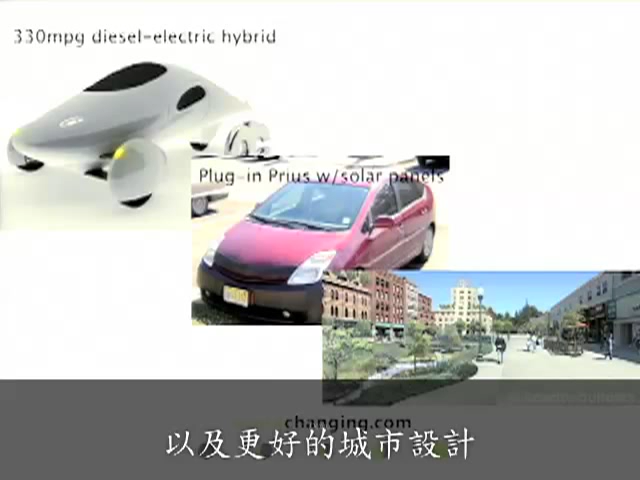 330mpg diesel-electric hybrid
Plug-in Prius w/solar panels
changing.com
以及更好的城市設計